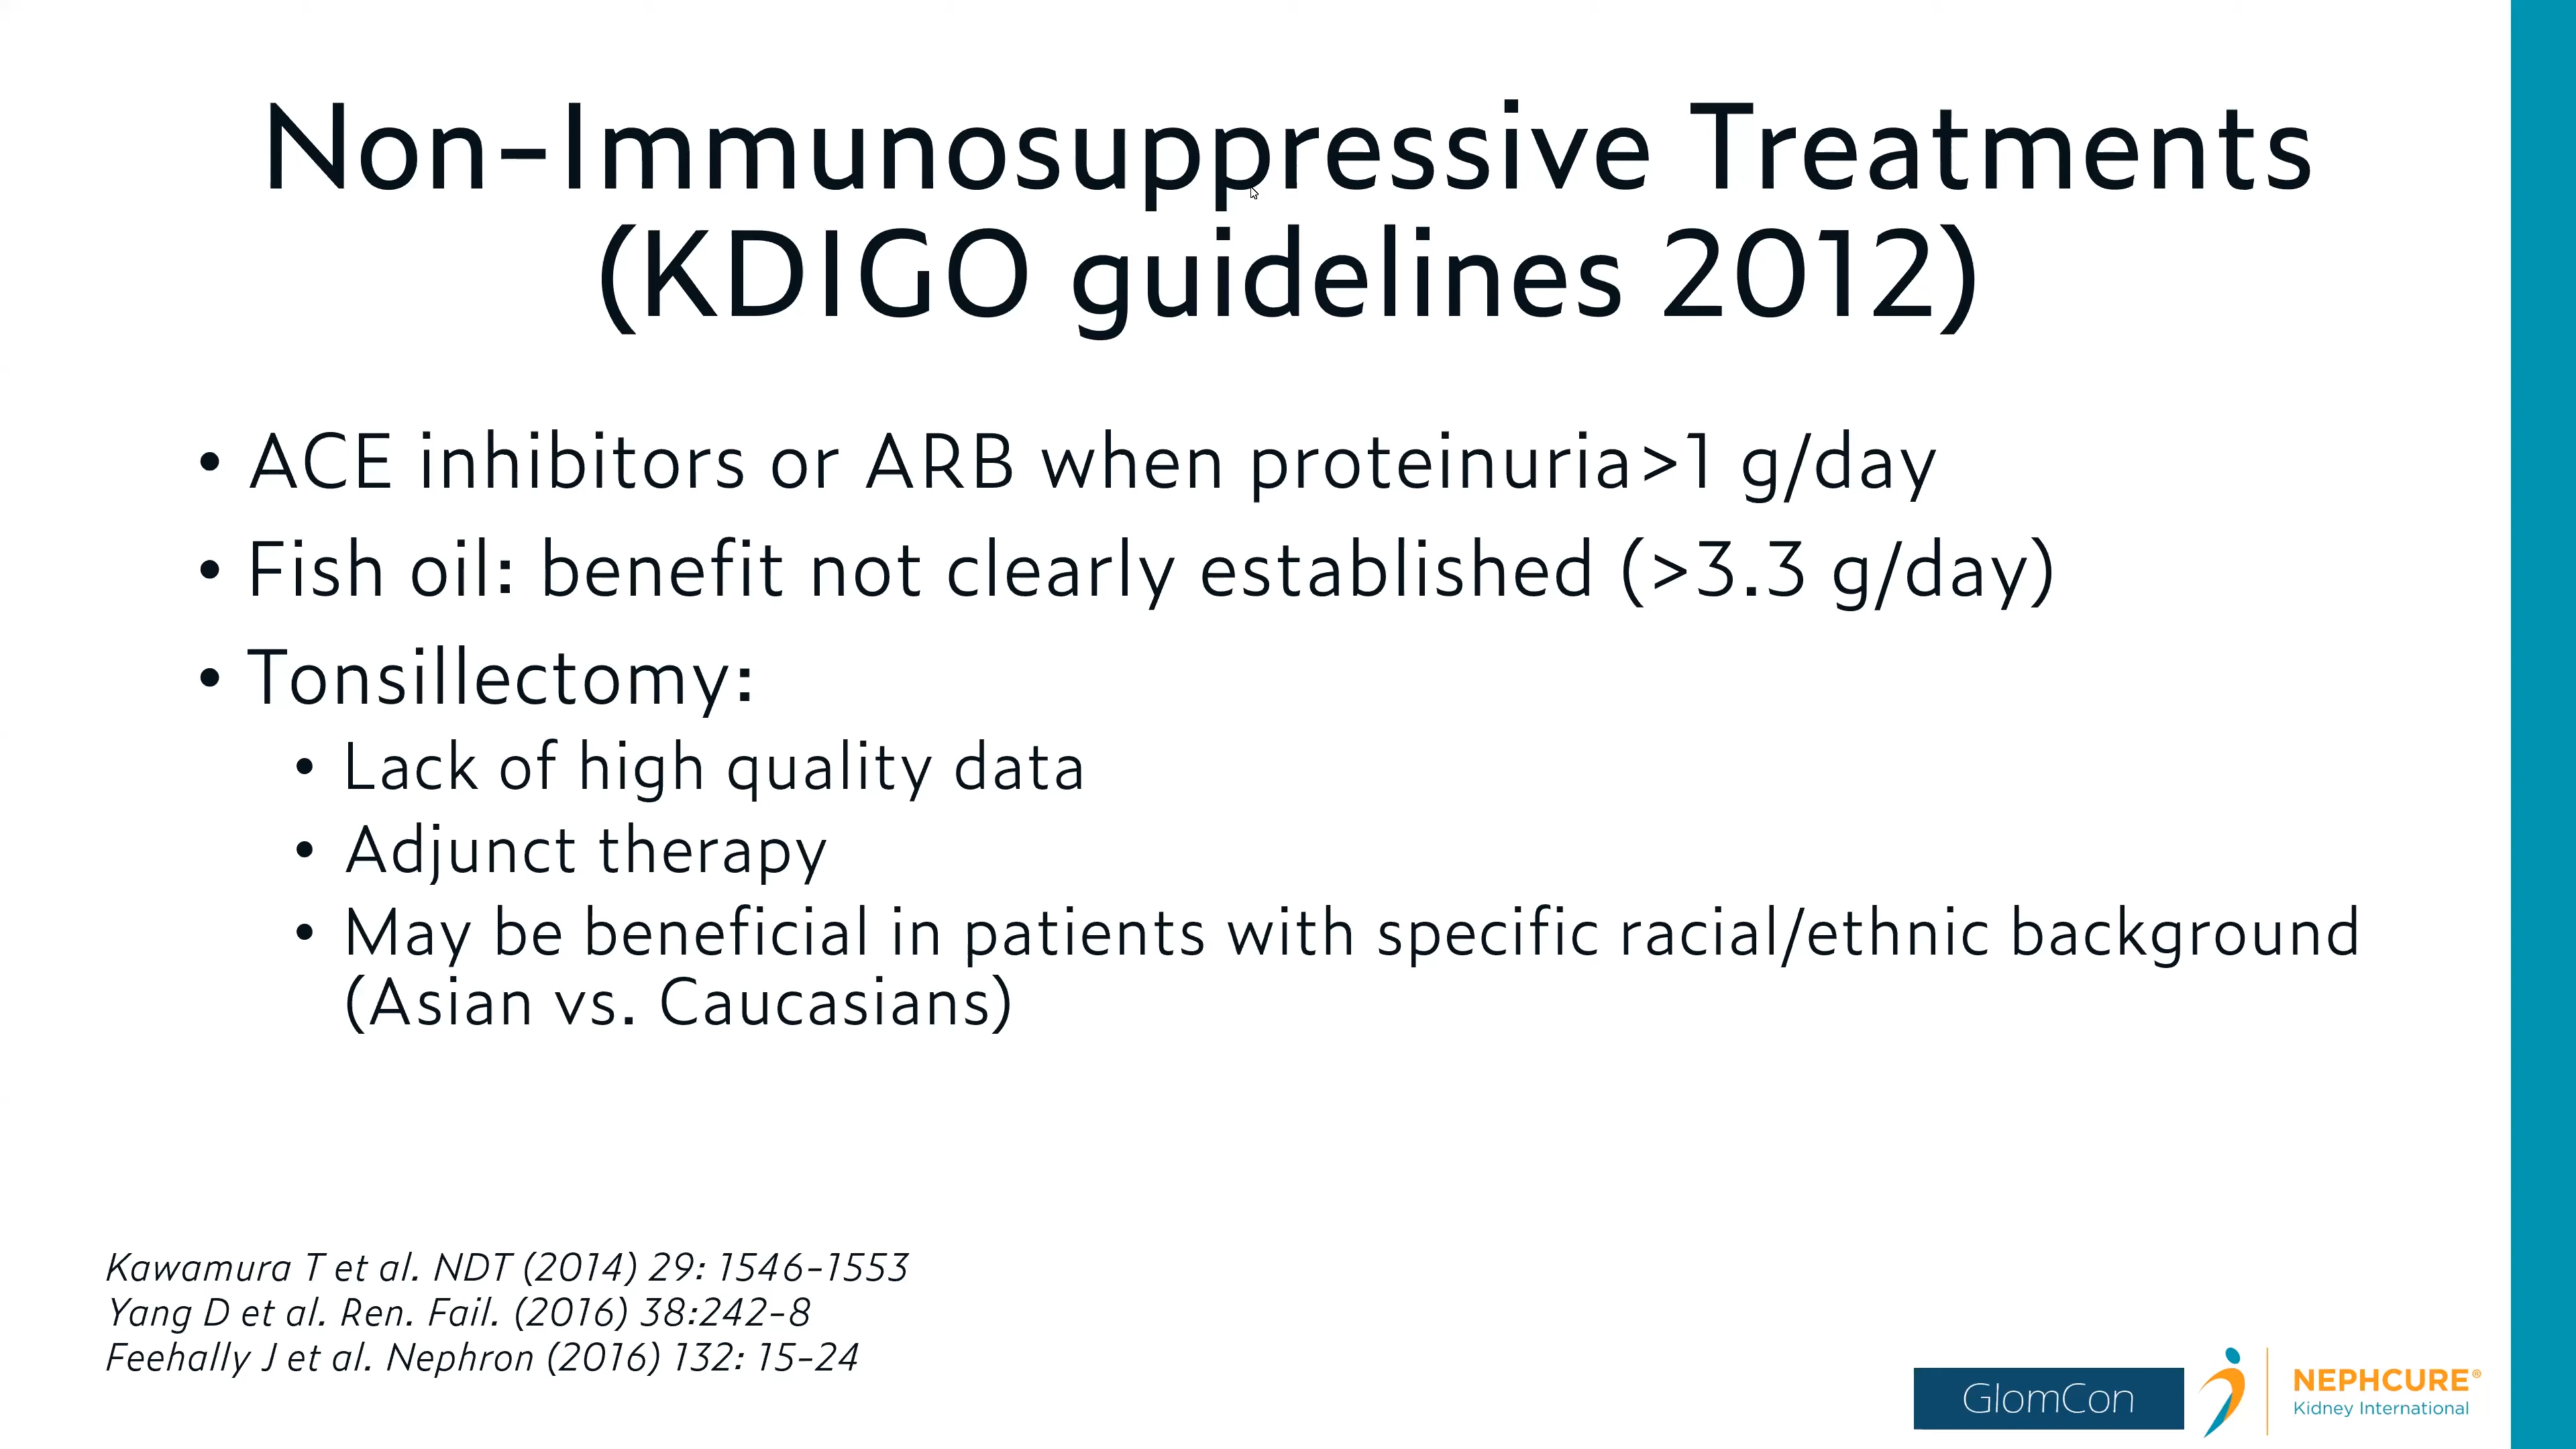 Non-Immunosuppressive Treatments
(KDIGO guidelines 2012)
• ACE inhibitors or ARB when proteinuria>1 g/day
• Fish oil: benefit not clearly established (>3.3 g/day)
• Tonsillectomy:
• Lack of high quality data
• Adjunct therapy
• May be beneficial in patients with specific racial/ethnic background
(Asian vs. Caucasians)
Kawamura T et al. NDT (2014) 29: 1546-1553
Yang D et al. Ren. Fail. (2016) 38:242-8
Feehally J et al. Nephron (2016) 132: 15-24
GlomCon
NEPHCURE®
Kidney International